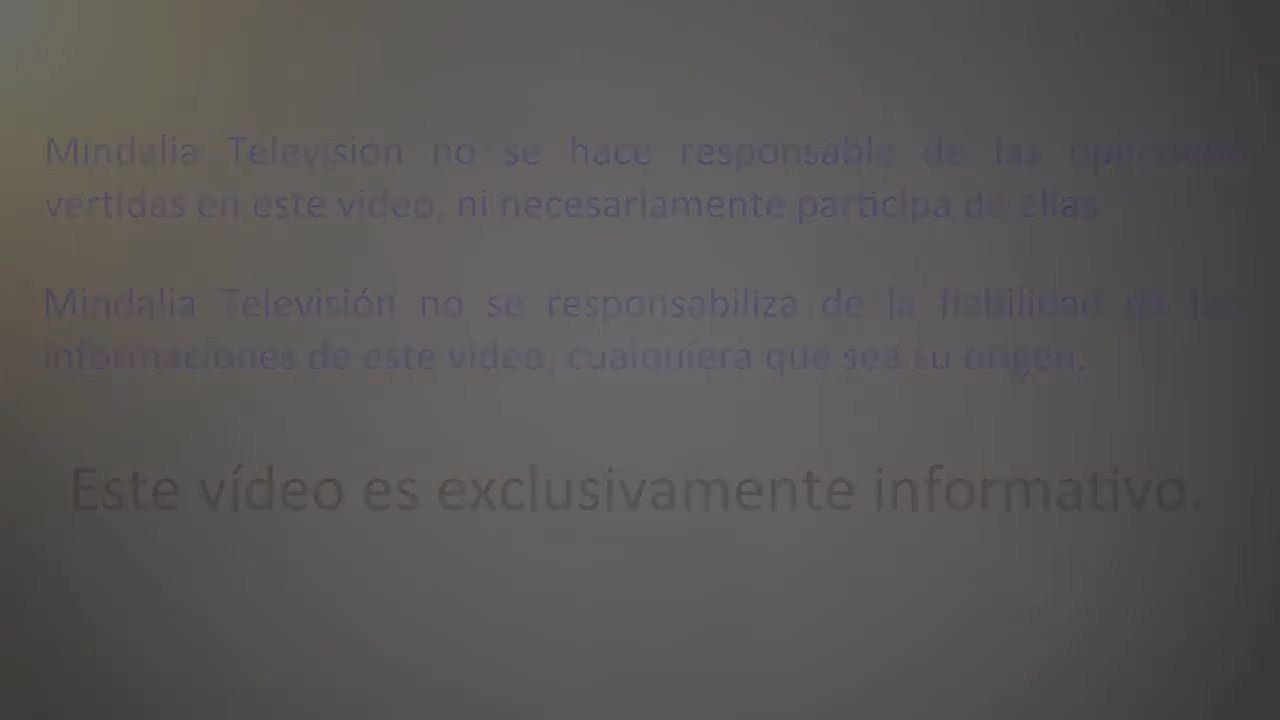 Mindalia Televisión no se hace responsable de las opiniones
vertidas en este video, ni necesariamente participa de ellas
Mindalia Televisión no se responsabiliza de la fiabilidad de las
informaciones de este video, cualquiera que sea su origen.
Este vídeo es exclusivamente informativo.